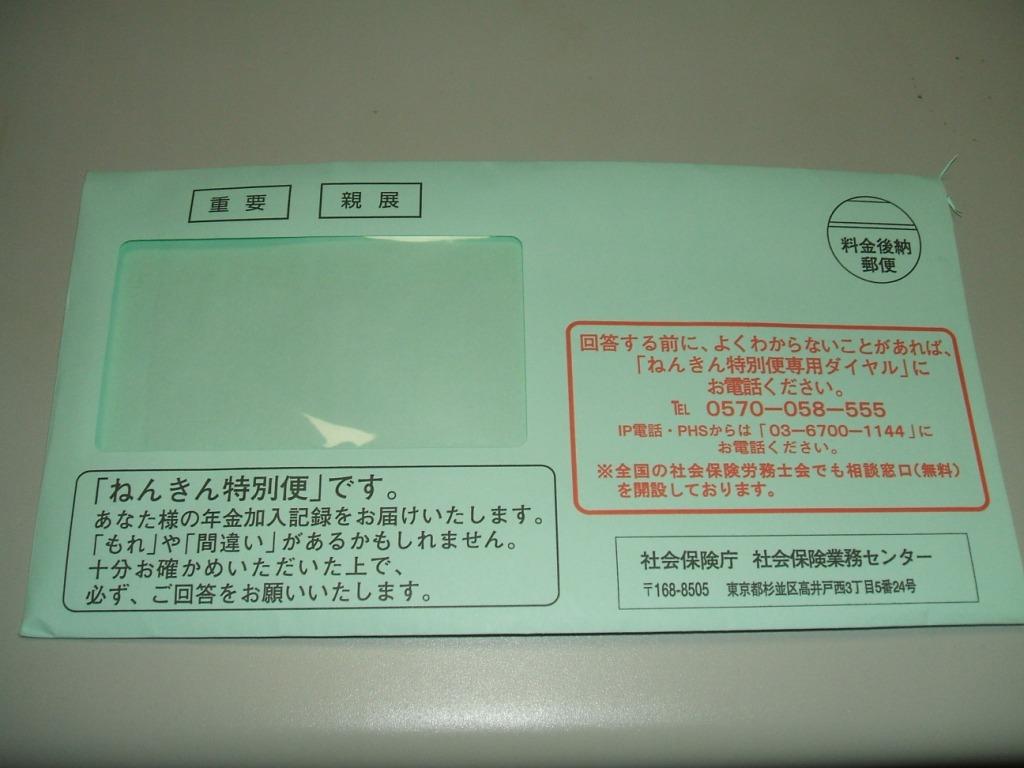 重要
親展
料金後納
郵便
回答する前に、よくわからないことがあれば、
「ねんきん特別便専用ダイヤル」に
お電話ください。
℡ 0570−058−555
IP電話・PHSからは「03−6700−1144」に
お電話ください。
※全国の社会保険労務士会でも相談窓口(無料)
を開設しております。
「ねんきん特別便」です。
あなた様の年金加入記録をお届けいたします。
「もれ」や「間違い」があるかもしれません。
十分お確かめいただいた上で、
必ず、ご回答をお願いいたします。
社会保険庁 社会保険業務センター
〒168-8505 東京都杉並区高井戸西3丁目5番24号